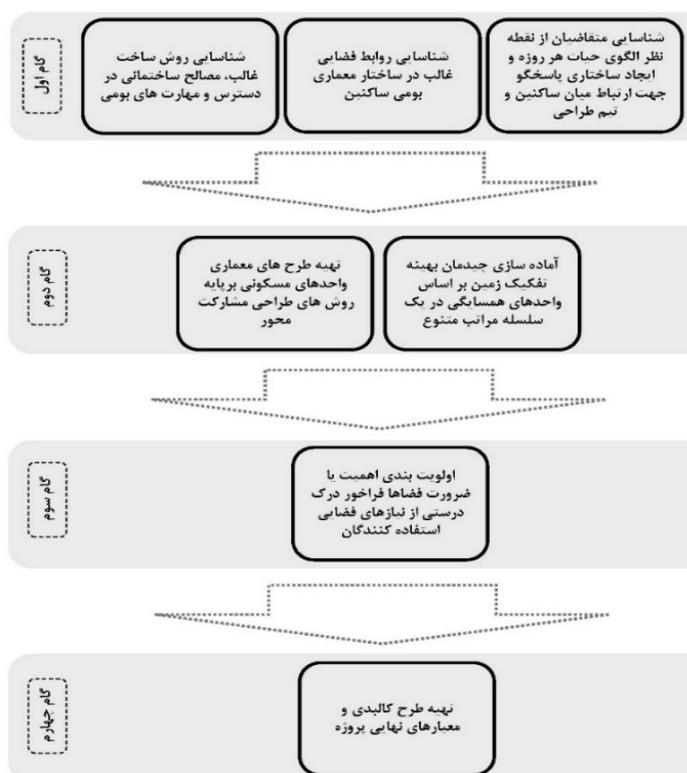 گام اول
شناسایی متقاضیان از نقطه
نظر الگوی حیات هر روزه و
ایجاد ساختاری پاسخگو
جهت ارتباط میان ساکنین و
تیم طراحی
شناسایی روابط فضایی
غالب در ساختار معماری
بومی ساکنین
شناسایی روش ساخت
غالب، مصالح ساختمانی در
دسترس و مهارت های بومی
گام دوم
آماده سازی چیدمان بهینه
تفکیک زمین بر اساس
واحدهای همسایگی در یک
سلسله مراتب متنوع
تهیه طرح های معماری
واحدهای مسکونی برپایه
روش های طراحی مشارکت
محور
گام سوم
اولویت بندی اهمیت یا
ضرورت فضاها فراخور درک
درستی از نیازهای فضایی
استفاده کنندگان
گام چهارم
تهیه طرح کالبدی و
معیارهای نهایی پروژه